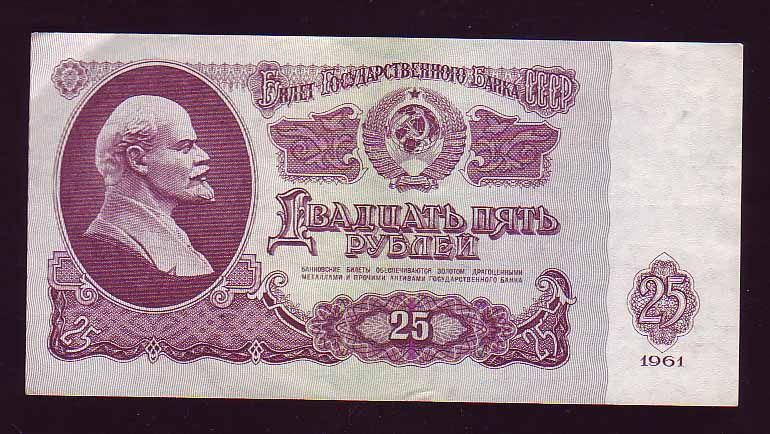 Билет Государственного Банка СССР
Двадцать пять
рублей
БАНКОВСКИЕ БИЛЕТЫ ОБЕСПЕЧИВАЮТСЯ ЗОЛОТОМ, ДРАГОЦЕННЫМИ
МЕТАЛЛАМИ И ПРОЧИМИ АКТИВАМИ ГОСУДАРСТВЕННОГО БАНКА
25
25
25
25
1961